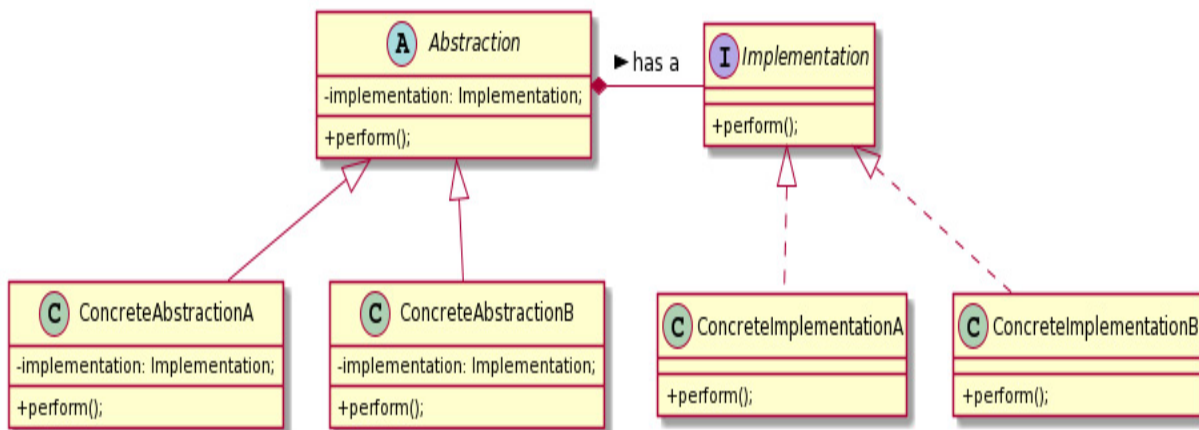 A Abstraction
-implementation: Implementation;
+perform();
▶ has a
I Implementation
+perform();
C ConcreteAbstractionA
-implementation: Implementation;
+perform();
C ConcreteAbstractionB
-implementation: Implementation;
+perform();
C ConcreteImplementationA
+perform();
C ConcreteImplementationB
+perform();